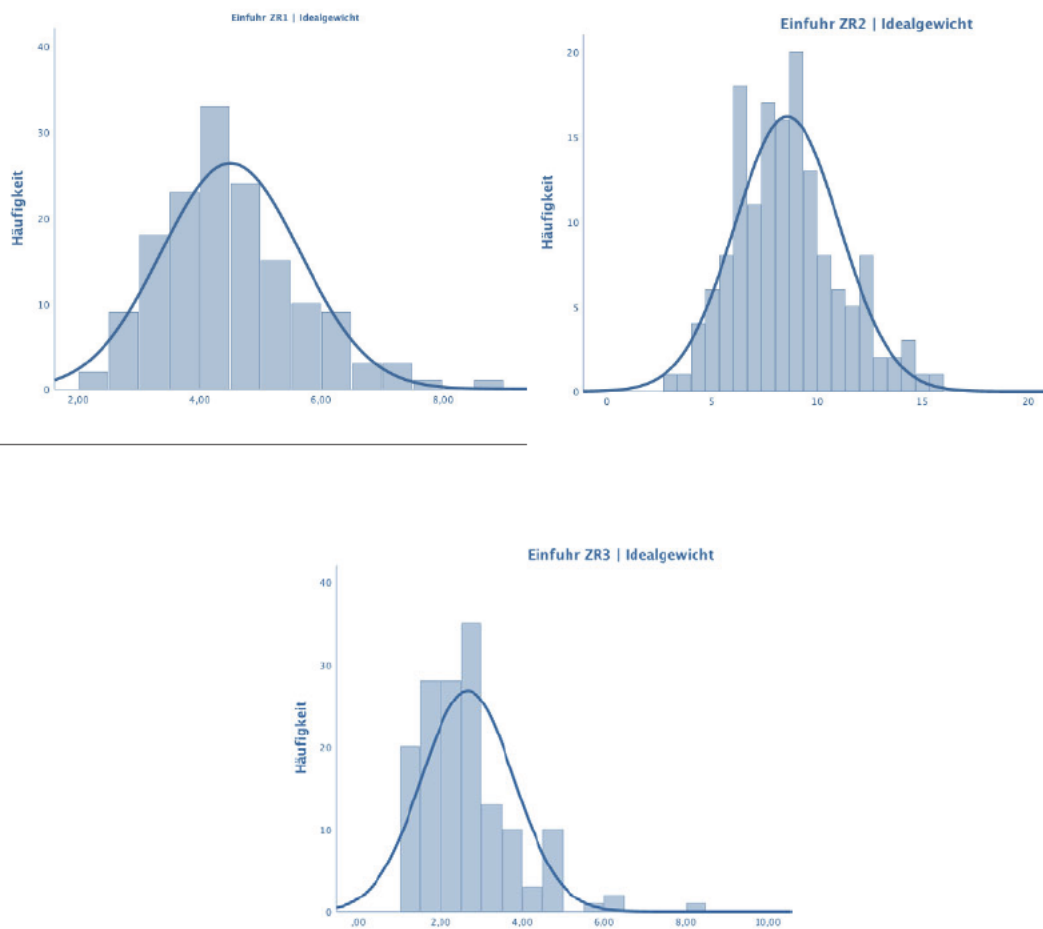 Einfuhr ZR1 | Idealgewicht
Häufigkeit
40
30
20
10
0
2,00 4,00 6,00 8,00
Einfuhr ZR2 | Idealgewicht
Häufigkeit
20
15
10
5
0
0 5 10 15 20
Einfuhr ZR3 | Idealgewicht
Häufigkeit
40
30
20
10
0
,00 2,00 4,00 6,00 8,00 10,00